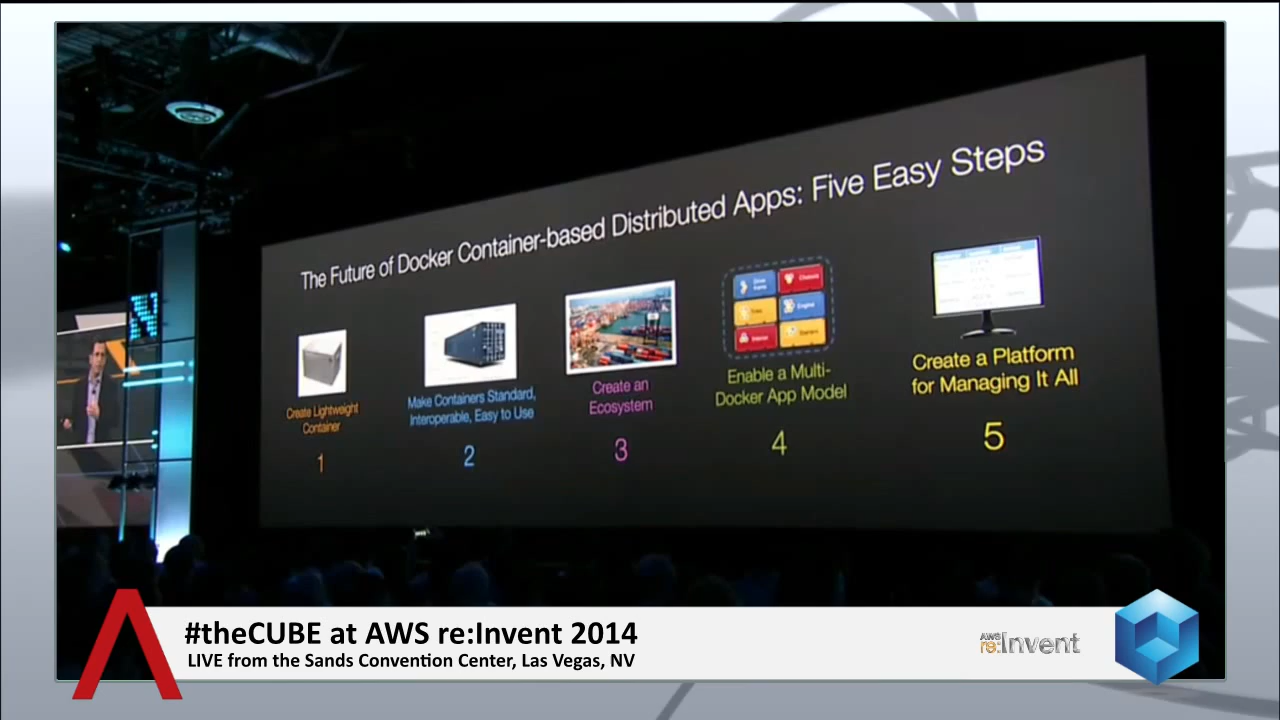 The Future of Docker Container-based Distributed Apps: Five Easy Steps
Create Lightweight
Container
1
Make Containers Standard,
Interoperable, Easy to Use
2
Create an
Ecosystem
3
Enable a Multi-
Docker App Model
4
Create a Platform
for Managing It All
5
#theCUBE at AWS re:Invent 2014
LIVE from the Sands Convention Center, Las Vegas, NV
AWS
re:Invent